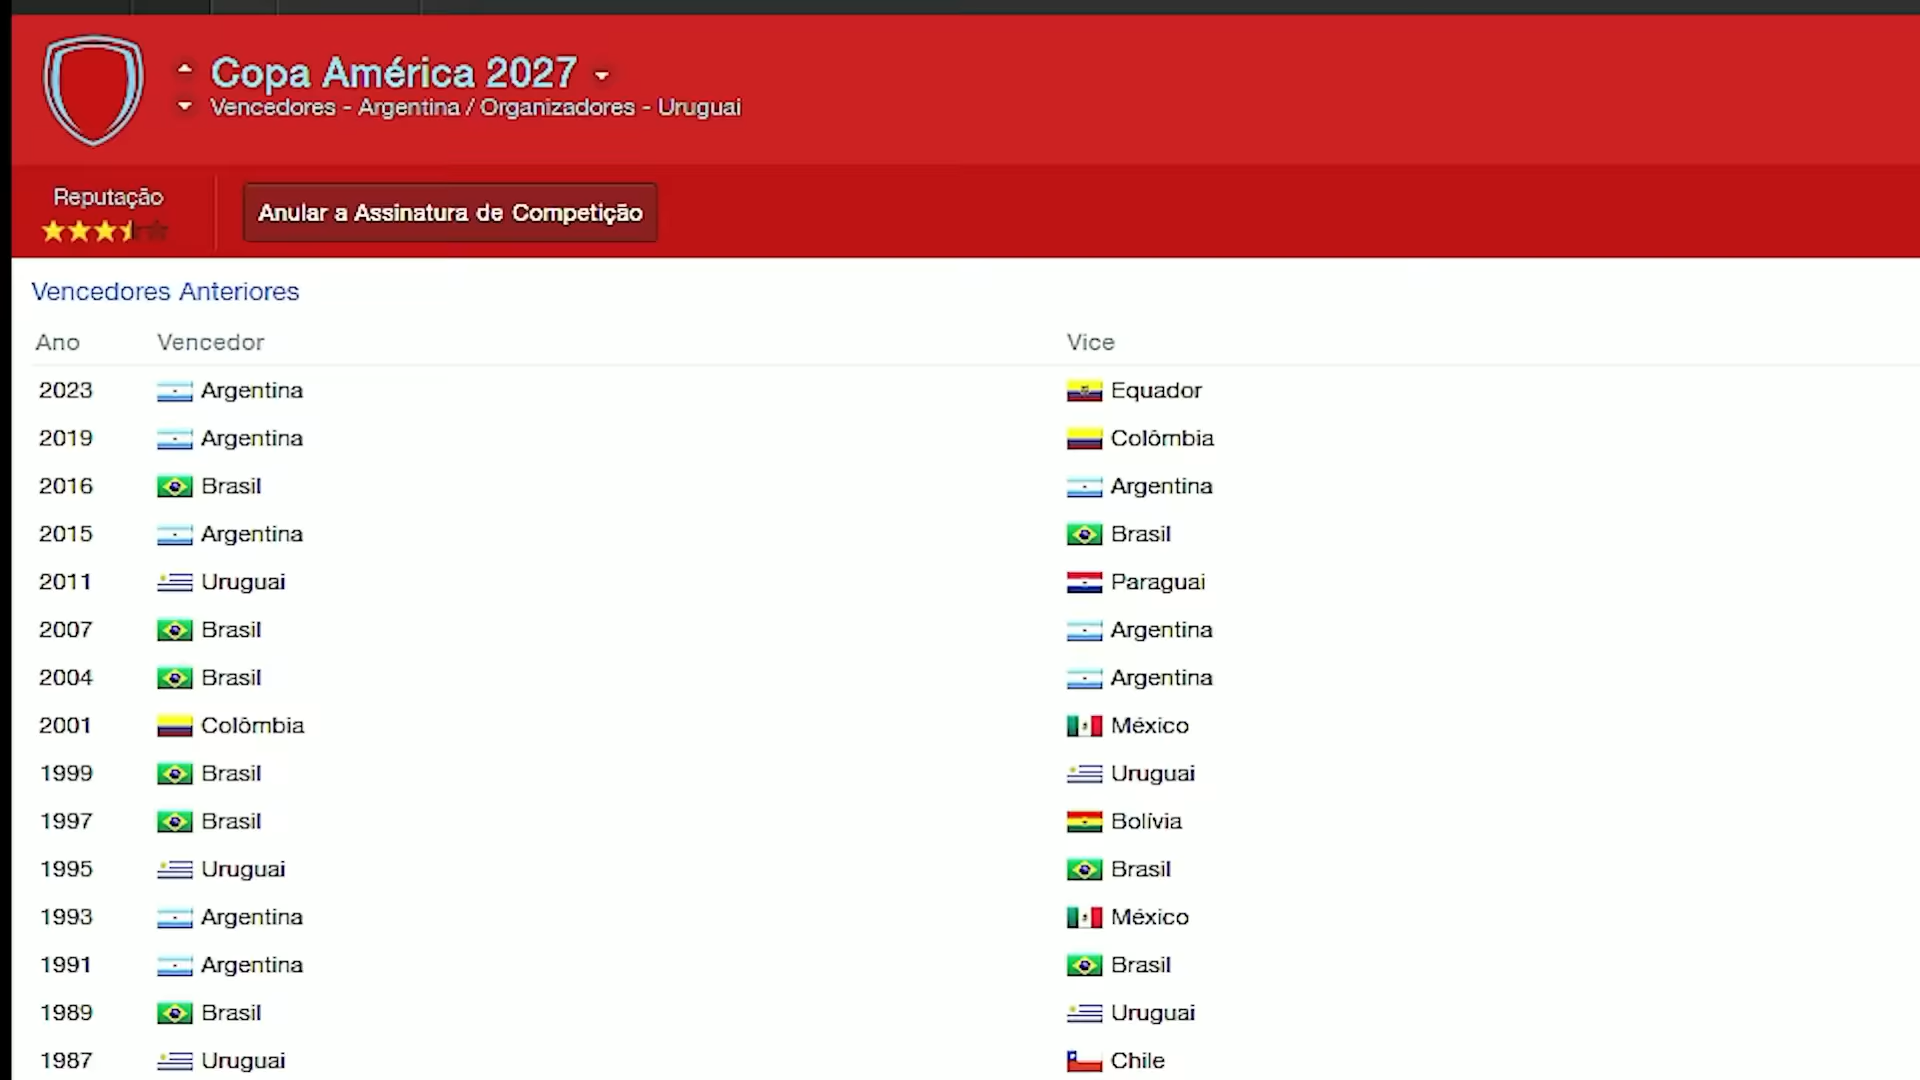 Copa América 2027
Vencedores - Argentina / Organizadores - Uruguai
Reputação
Anular a Assinatura de Competição
Vencedores Anteriores
Ano Vencedor Vice
2023 Argentina Equador
2019 Argentina Colômbia
2016 Brasil Argentina
2015 Argentina Brasil
2011 Uruguai Paraguai
2007 Brasil Argentina
2004 Brasil Argentina
2001 Colômbia México
1999 Brasil Uruguai
1997 Brasil Bolívia
1995 Uruguai Brasil
1993 Argentina México
1991 Argentina Brasil
1989 Brasil Uruguai
1987 Uruguai Chile